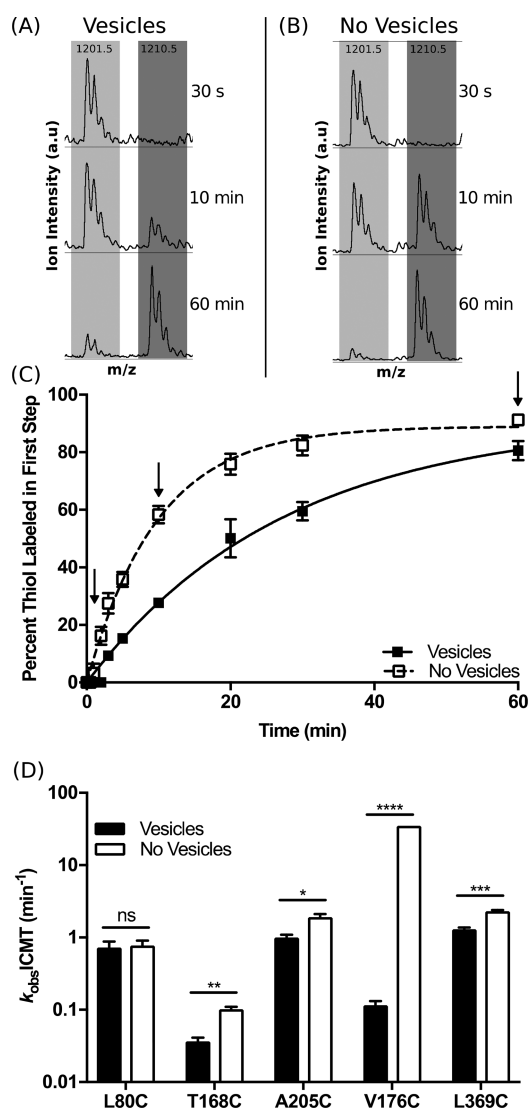 (A) Vesicles
1201.5 1210.5
30 s
10 min
60 min
Ion Intensity (a.u)
m/z
(B) No Vesicles
1201.5 1210.5
30 s
10 min
60 min
Ion Intensity (a.u)
m/z
(C)
Percent Thiol Labeled in First Step
100
80
60
40
20
0
0 20 40 60
Time (min)
Vesicles
No Vesicles
(D)
kobsICMT (min-1)
100
10
1
0.1
0.01
Vesicles
No Vesicles
ns
**
*
****
***
L80C T168C A205C V176C L369C